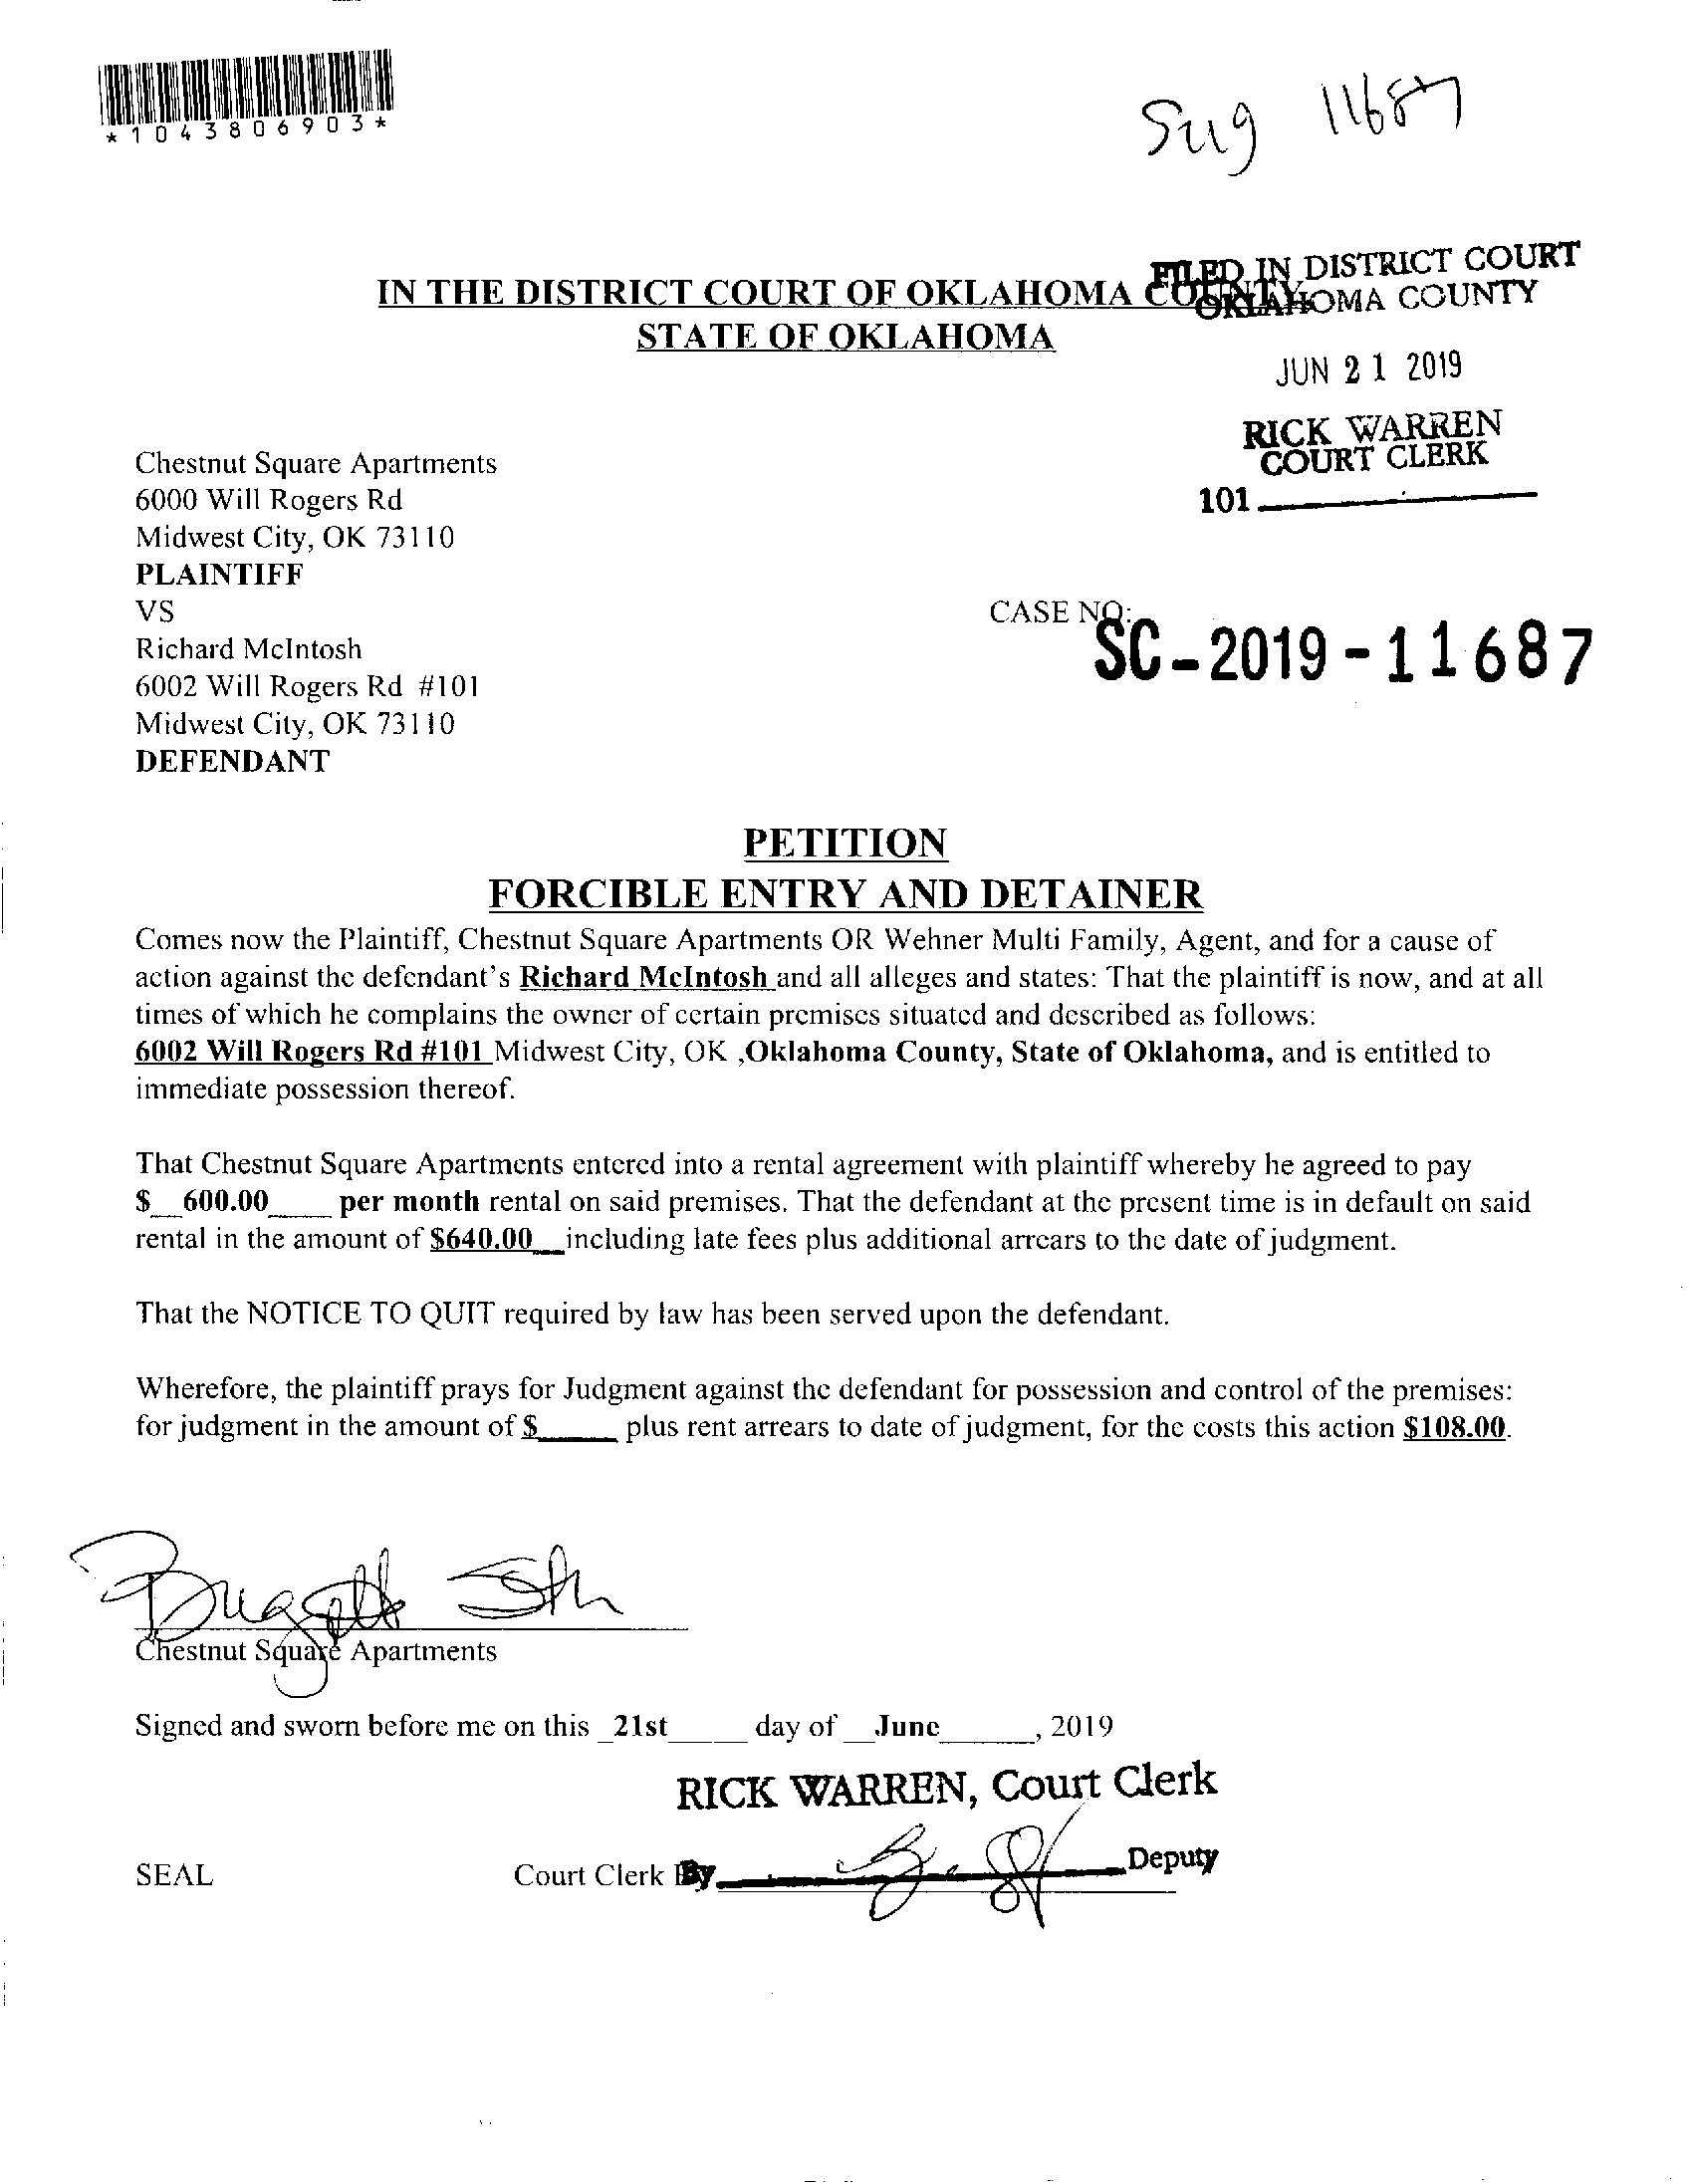 *1043806903*
11687
FILED IN DISTRICT COURT
OKLAHOMA COUNTY
IN THE DISTRICT COURT OF OKLAHOMA COUNTY
STATE OF OKLAHOMA
JUN 21 2019
RICK WARREN
COURT CLERK
101
Chestnut Square Apartments
6000 Will Rogers Rd
Midwest City, OK 73110
PLAINTIFF
VS
CASE NO:
SC-2019-11687
Richard McIntosh
6002 Will Rogers Rd #101
Midwest City, OK 73110
DEFENDANT
PETITION
FORCIBLE ENTRY AND DETAINER
Comes now the Plaintiff, Chestnut Square Apartments OR Wehner Multi Family, Agent, and for a cause of
action against the defendant's Richard McIntosh and all alleges and states: That the plaintiff is now, and at all
times of which he complains the owner of certain premises situated and described as follows:
6002 Will Rogers Rd #101 Midwest City, OK ,Oklahoma County, State of Oklahoma, and is entitled to
immediate possession thereof.
That Chestnut Square Apartments entered into a rental agreement with plaintiff whereby he agreed to pay
$__600.00____ per month rental on said premises. That the defendant at the present time is in default on said
rental in the amount of $640.00__including late fees plus additional arrears to the date of judgment.
That the NOTICE TO QUIT required by law has been served upon the defendant.
Wherefore, the plaintiff prays for Judgment against the defendant for possession and control of the premises:
for judgment in the amount of $_____ plus rent arrears to date of judgment, for the costs this action $108.00.
Chestnut Square Apartments
Signed and sworn before me on this _21st_____ day of __June______, 2019
RICK WARREN, Court Clerk
SEAL
Court Clerk By
Deputy